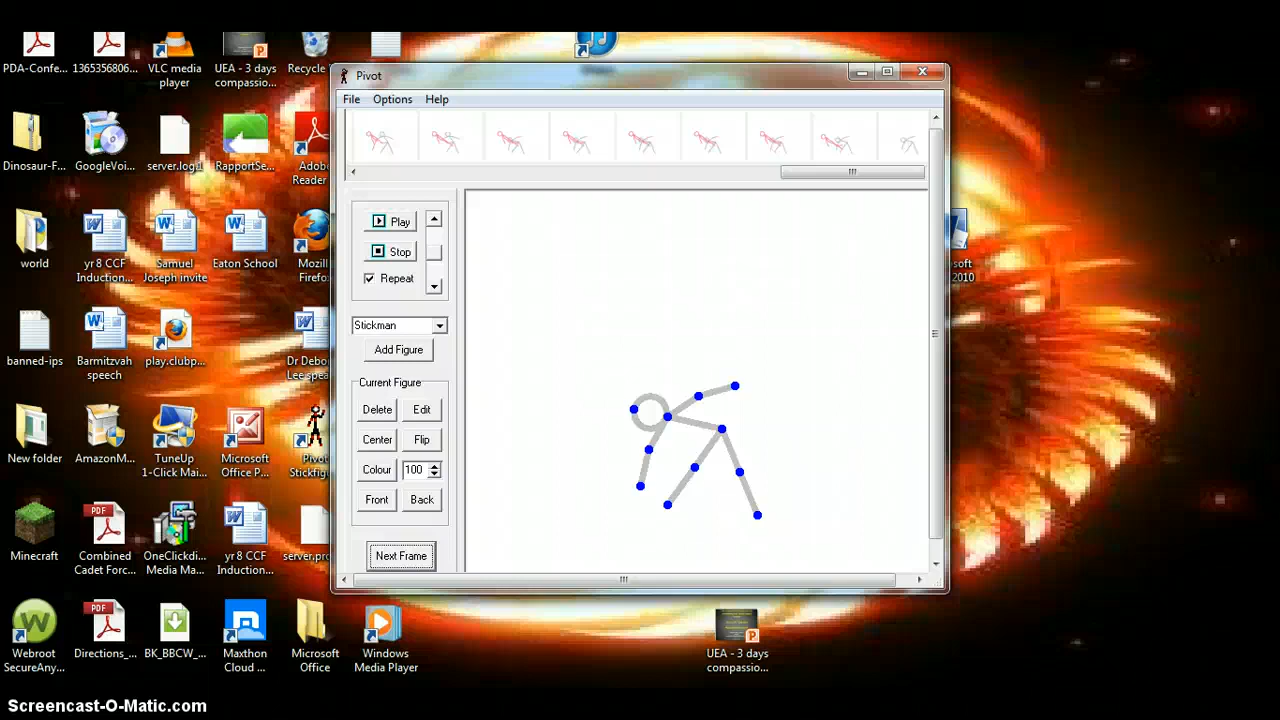 PDA-Confe...
1365356806...
VLC media
player
UEA - 3 days
compassio...
Recycle
Pivot
File
Options
Help
Dinosaur-F...
GoogleVoi...
server.log1
RapportSe...
Adob
Reader
Play
Stop
Repeat
world
yr 8 CCF
Induction...
Samuel
Joseph invite
Eaton School
Mozil
Firefo
osoft
2010
Stickman
Add Figure
banned-ips
Barmitzvah
speech
play.clubp...
Dr Debo
Lee spea
Current Figure
Delete
Edit
Center
Flip
Colour
100
Front
Back
New folder
AmazonM...
TuneUp
1-Click Mai...
Microsoft
Office P...
Pivot
Stickfigu
Next Frame
Minecraft
Combined
Cadet Forc...
OneClickdi...
Media Ma...
yr 8 CCF
Induction...
server.pro
Webroot
SecureAny...
Directions_...
BK_BBCW_...
Maxthon
Cloud ...
Microsoft
Office
Windows
Media Player
UEA - 3 days
compassio...
Screencast-O-Matic.com